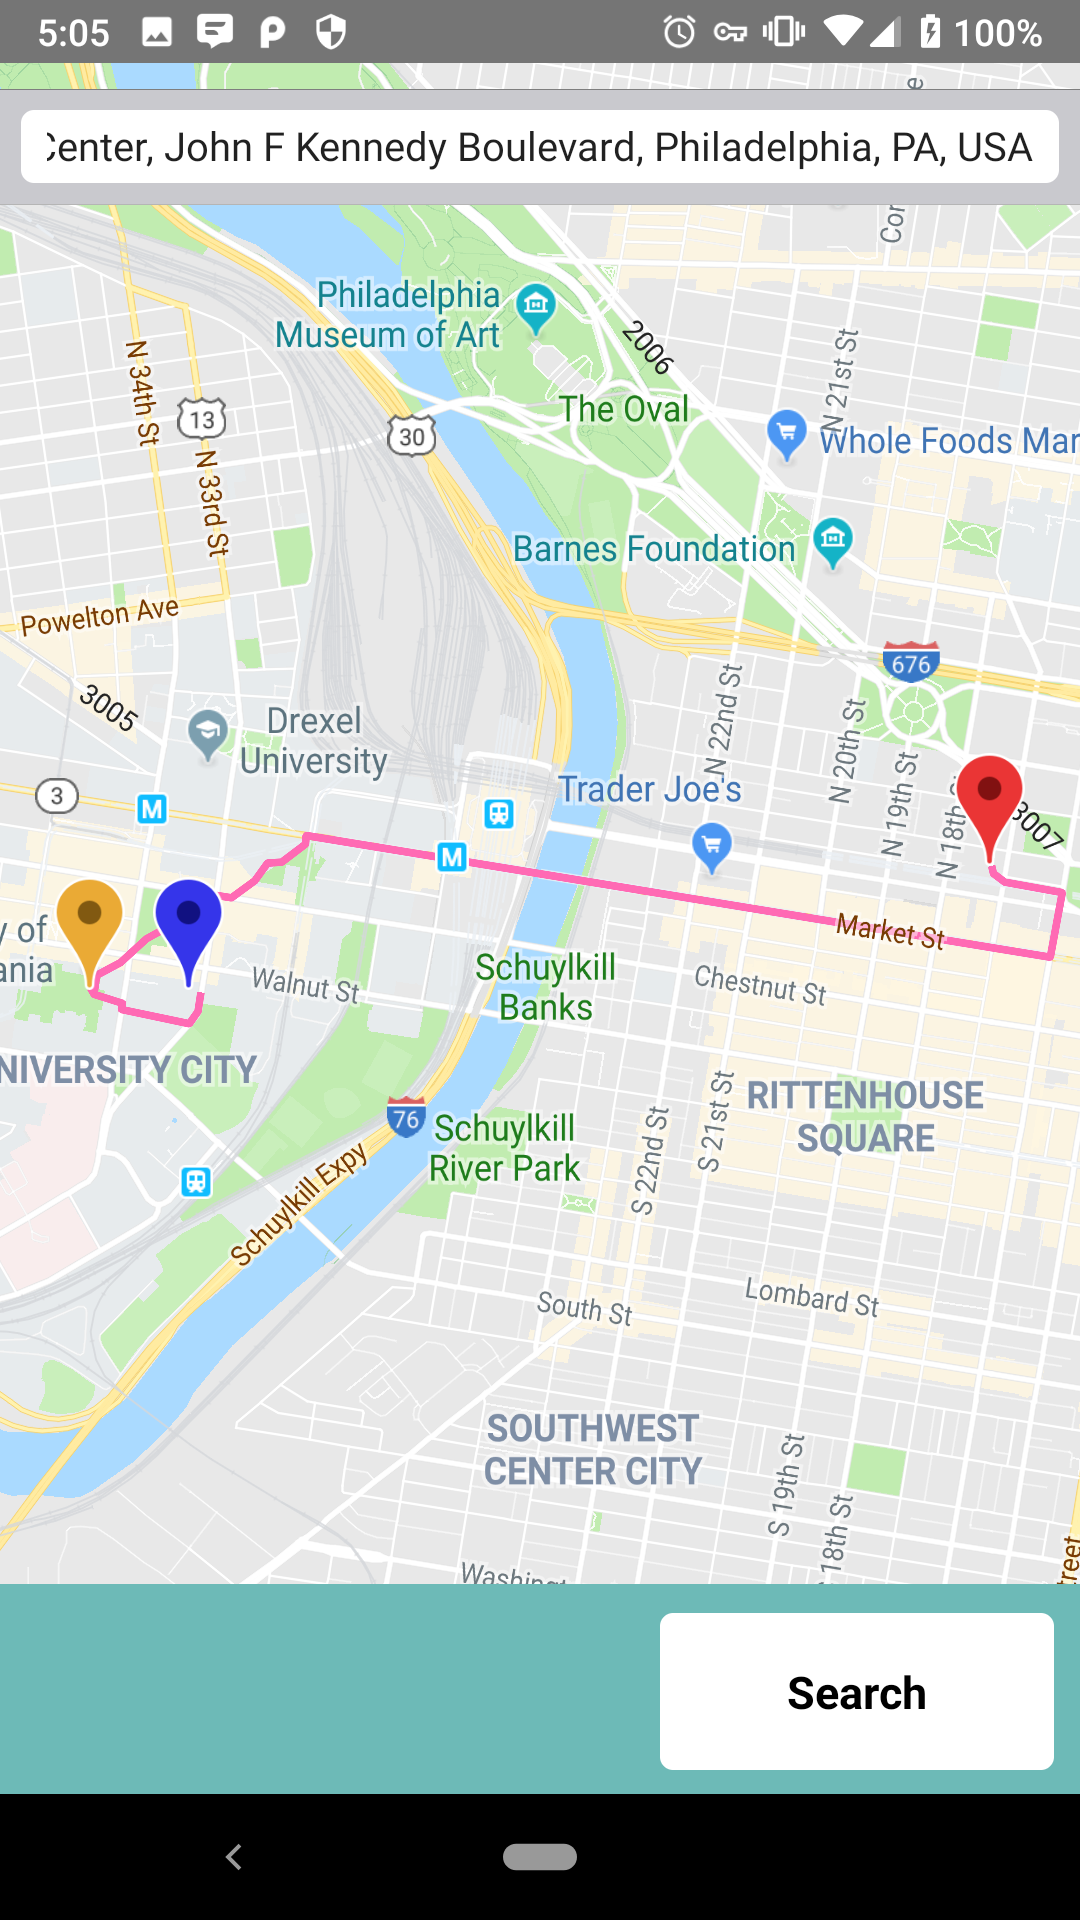 5:05 100%
enter, John F Kennedy Boulevard, Philadelphia, PA, USA
Philadelphia
Museum of Art
2006
N 34th St
13
30
N 33rd St
The Oval
N 21st St
Whole Foods Mar
Barnes Foundation
Powelton Ave
676
3005
Drexel
University
N 22nd St
N 20th St
N 19th St
N 18th
3007
Trader Joe's
3
M
M
Market St
y of
ania
Walnut St
Schuylkill
Banks
Chestnut St
NIVERSITY CITY
RITTENHOUSE
SQUARE
76
Schuylkill
River Park
S 21st St
S 22nd St
Schuylkill Expy
South St
Lombard St
SOUTHWEST
CENTER CITY
S 19th St
18th St
reet
Search